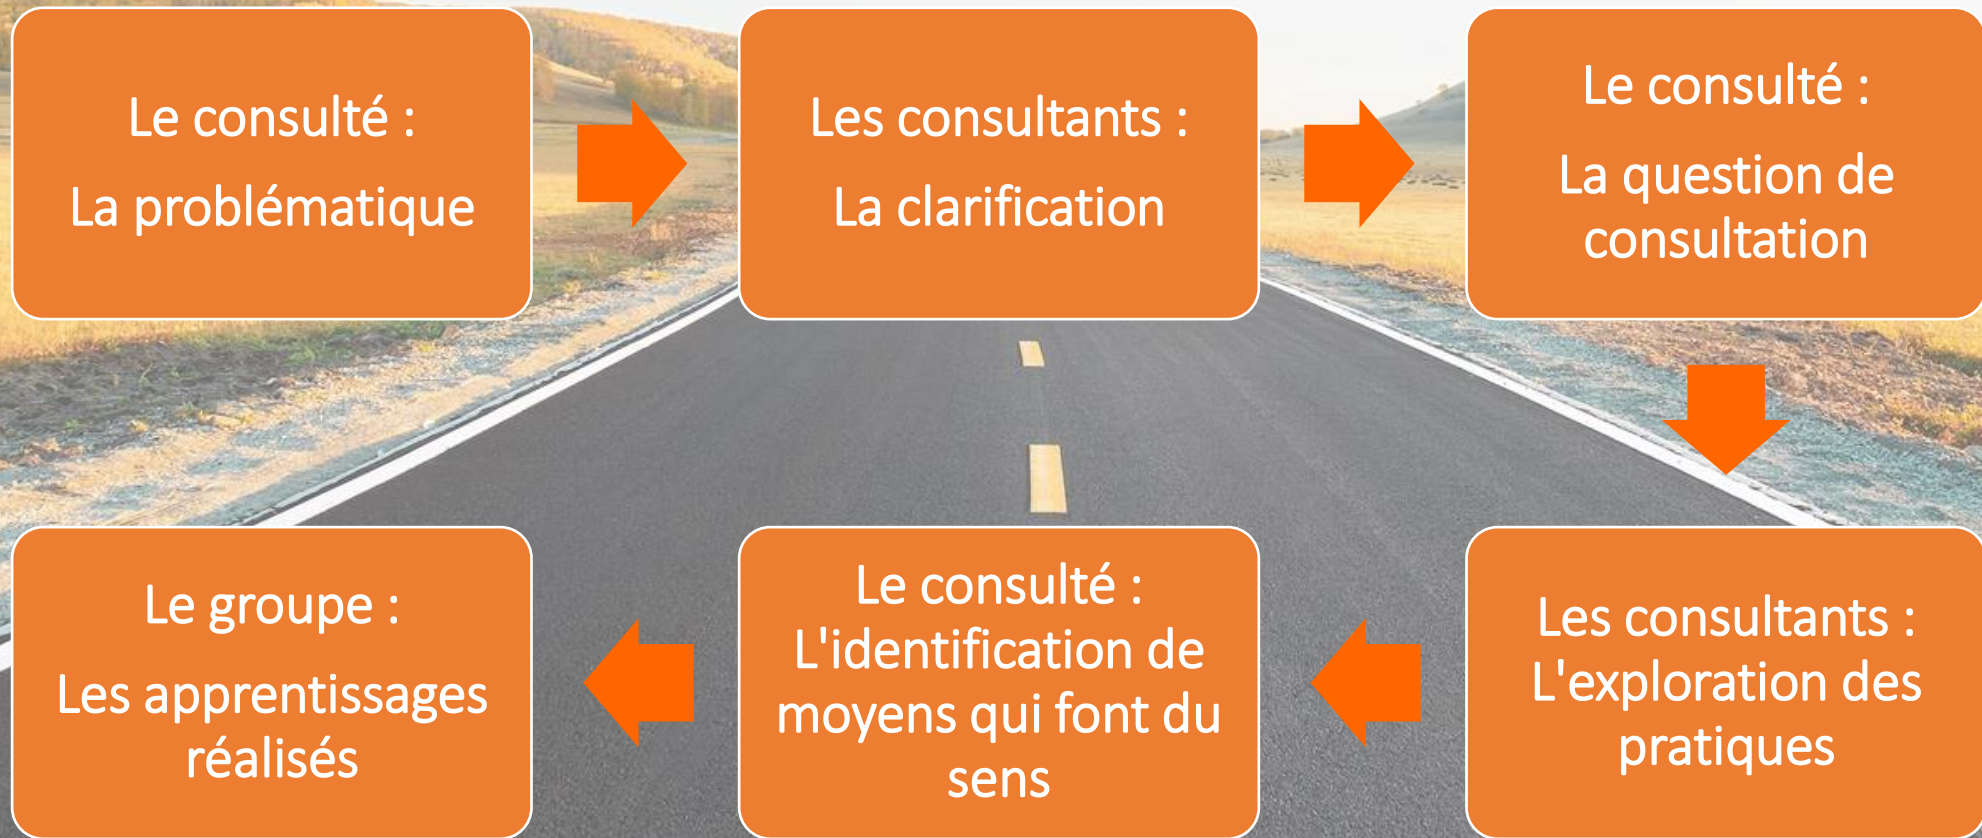 Le consulté :
La problématique
Les consultants :
La clarification
Le consulté :
La question de
consultation
Les consultants :
L'exploration des
pratiques
Le consulté :
L'identification de
moyens qui font du
sens
Le groupe :
Les apprentissages
réalisés